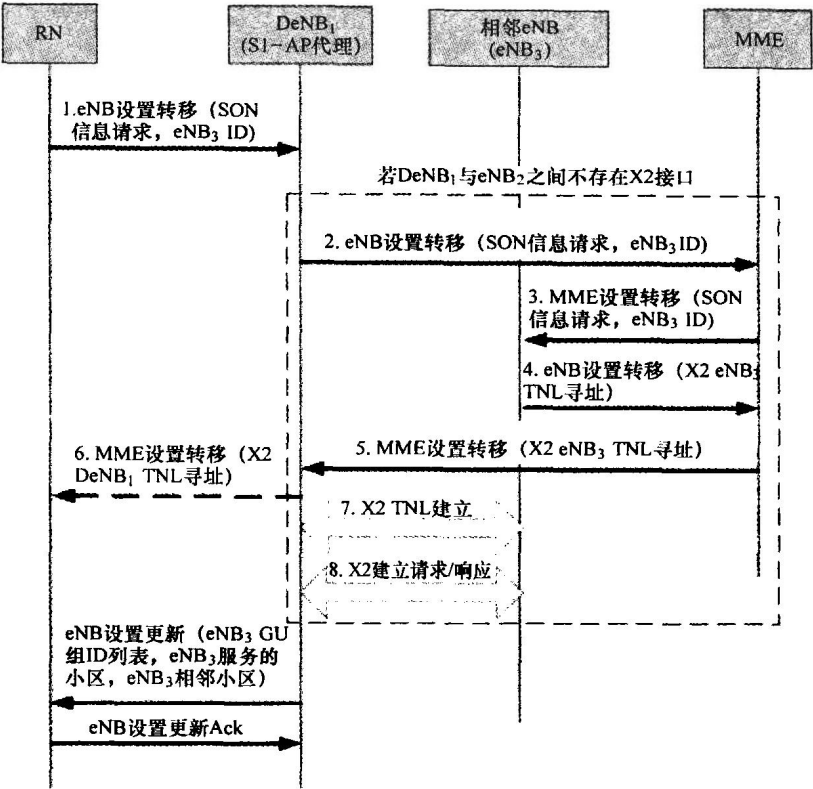 RN
DeNB₁
(S1-AP代理)
相邻eNB
(eNB₃)
MME
1.eNB设置转移（SON
信息请求，eNB₃ ID）
若DeNB₁与eNB₂之间不存在X2接口
2. eNB设置转移（SON信息请求，eNB₃ID）
3. MME设置转移（SON
信息请求，eNB₃ ID）
4. eNB设置转移（X2 eNB₃
TNL寻址）
5. MME设置转移（X2 eNB₃ TNL寻址）
6. MME设置转移（X2
DeNB₁ TNL寻址）
7. X2 TNL建立
8. X2建立请求/响应
eNB设置更新（eNB₃ GU
组ID列表，eNB₃服务的
小区，eNB₃相邻小区）
eNB设置更新Ack